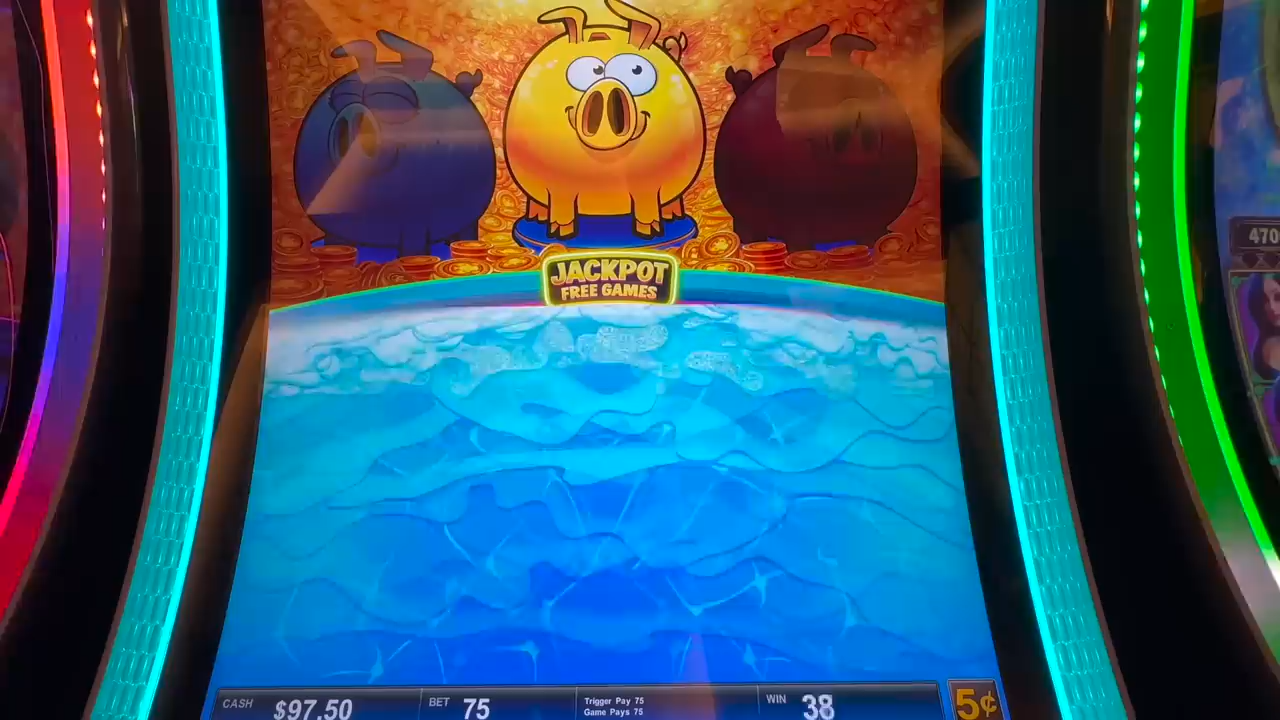 JACKPOT
FREE GAMES
470
CASH $97.50
BET 75
Trigger Pay 75
Game Pays 75
WIN 38
5¢